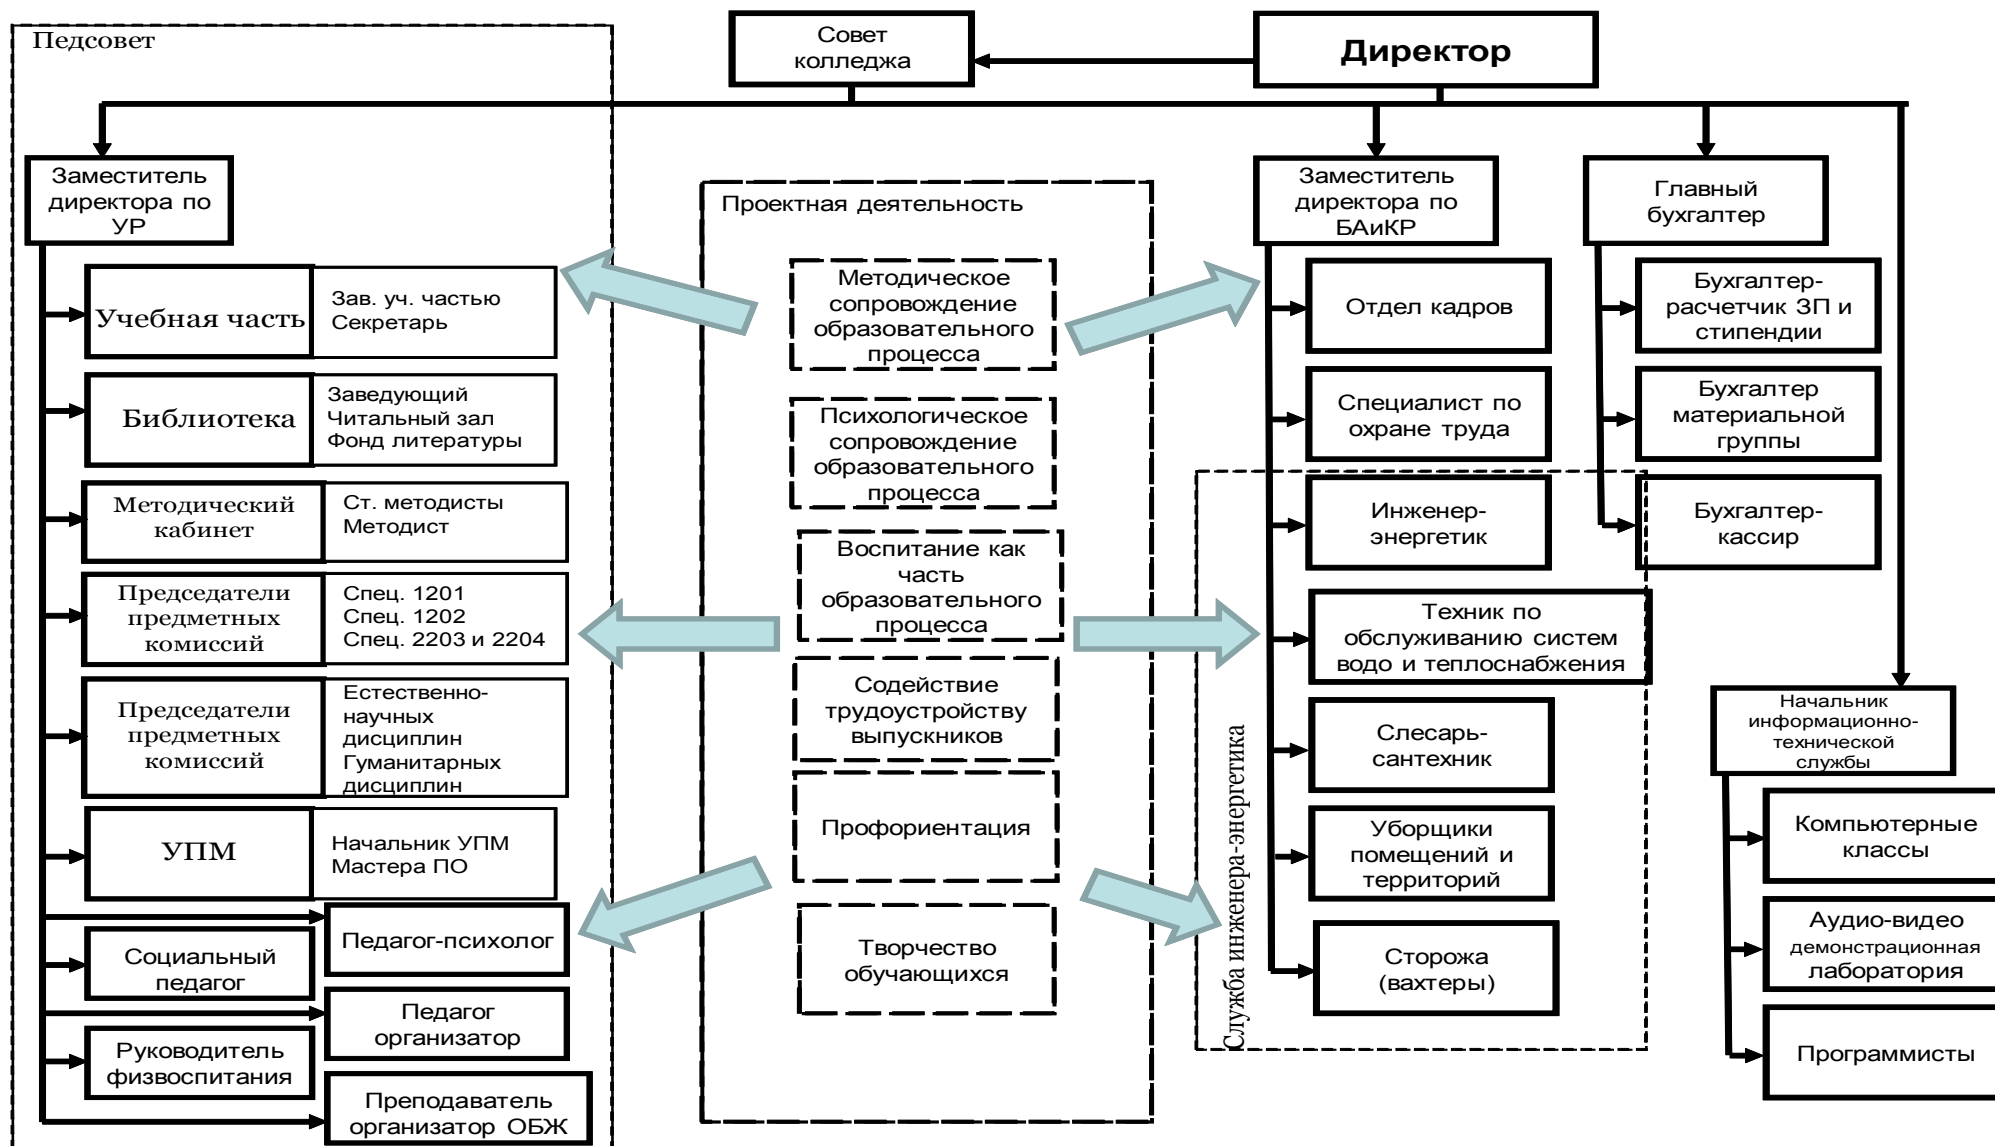 Педсовет
Совет
колледжа
Директор
Заместитель
директора по
УР
Учебная часть
Зав. уч. частью
Секретарь
Библиотека
Заведующий
Читальный зал
Фонд литературы
Методический
кабинет
Ст. методисты
Методист
Председатели
предметных
комиссий
Спец. 1201
Спец. 1202
Спец. 2203 и 2204
Председатели
предметных
комиссий
Естественно-
научных
дисциплин
Гуманитарных
дисциплин
УПМ
Начальник УПМ
Мастера ПО
Педагог-психолог
Социальный
педагог
Педагог
организатор
Руководитель
физвоспитания
Преподаватель
организатор ОБЖ
Проектная деятельность
Методическое
сопровождение
образовательного
процесса
Психологическое
сопровождение
образовательного
процесса
Воспитание как
часть
образовательного
процесса
Содействие
трудоустройству
выпускников
Профориентация
Творчество
обучающихся
Заместитель
директора по
БАиКР
Отдел кадров
Специалист по
охране труда
Служба инженера-энергетика
Инженер-
энергетик
Техник по
обслуживанию систем
водо и теплоснабжения
Слесарь-
сантехник
Уборщики
помещений и
территорий
Сторожа
(вахтеры)
Главный
бухгалтер
Бухгалтер-
расчетчик ЗП и
стипендии
Бухгалтер
материальной
группы
Бухгалтер-
кассир
Начальник
информационно-
технической
службы
Компьютерные
классы
Аудио-видео
демонстрационная
лаборатория
Программисты